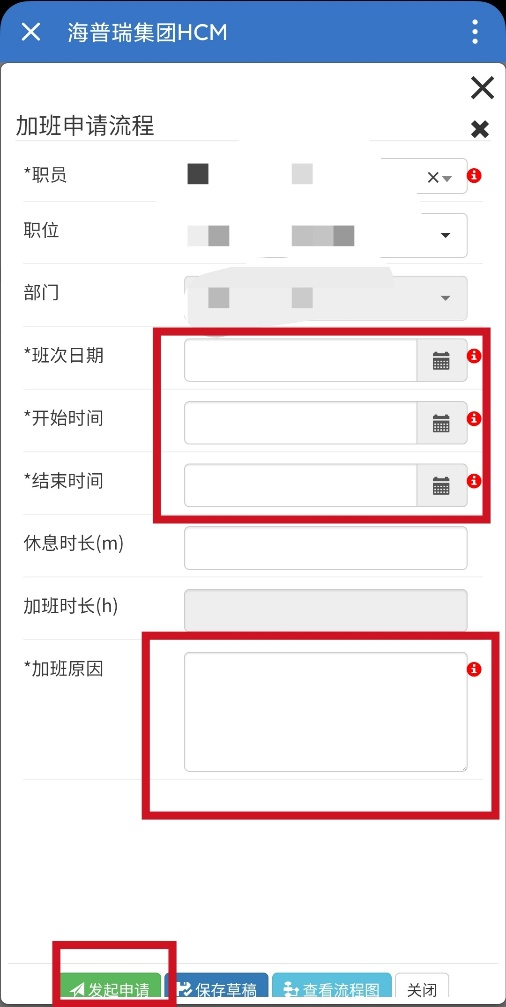 海普瑞集团HCM
加班申请流程
*职员
职位
部门
*班次日期
*开始时间
*结束时间
休息时长(m)
加班时长(h)
*加班原因
发起申请 保存草稿 查看流程图 关闭